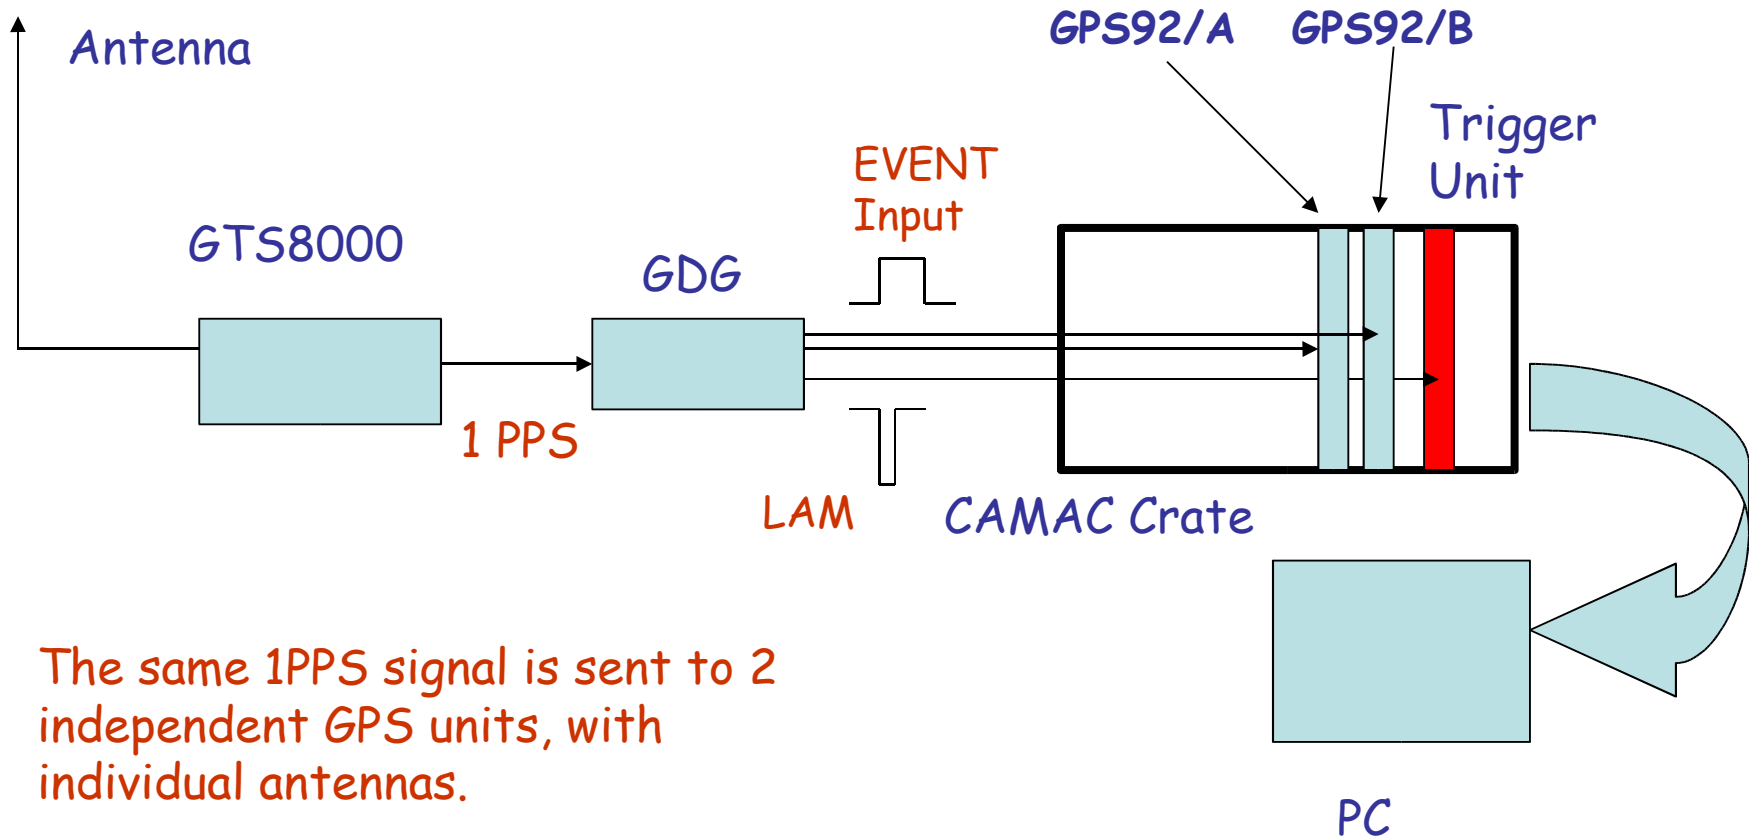 Antenna
GPS92/A
GPS92/B
Trigger
Unit
EVENT
Input
GTS8000
GDG
1 PPS
LAM
CAMAC Crate
The same 1PPS signal is sent to 2
independent GPS units, with
individual antennas.
PC